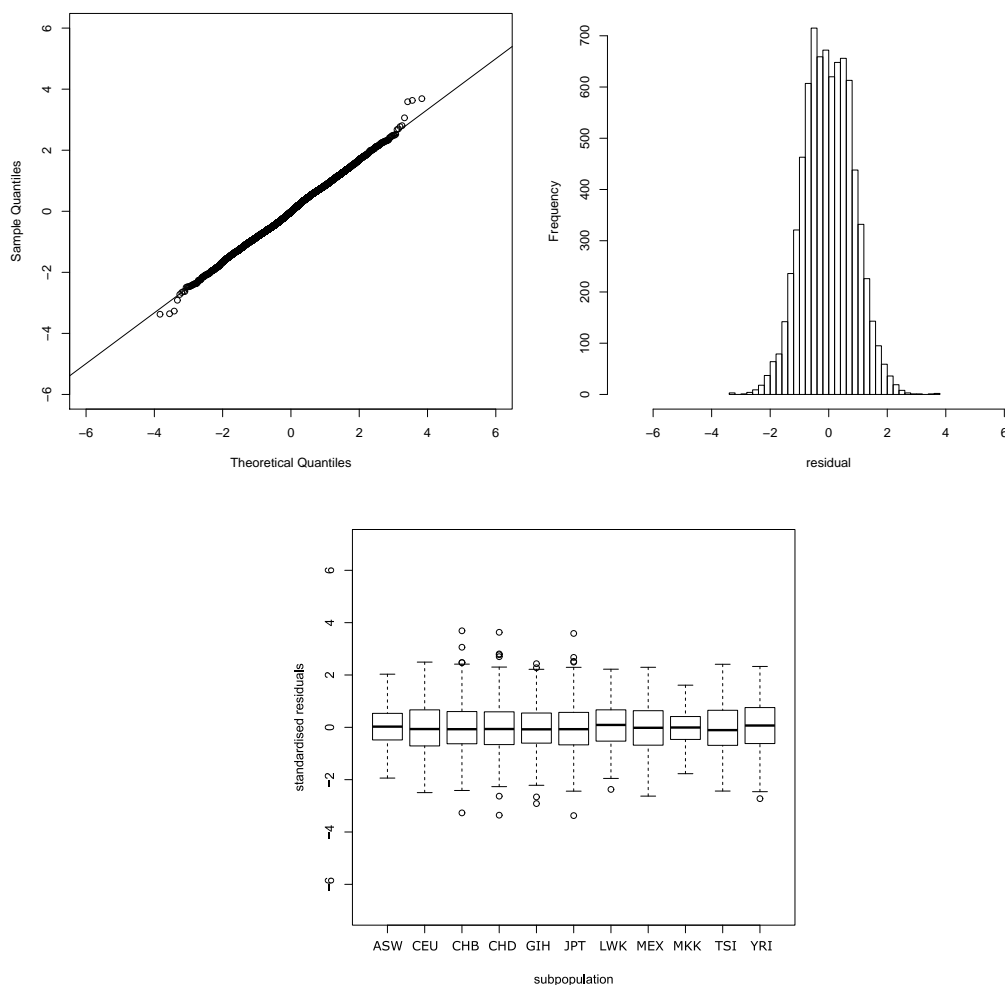 6
4
2
0
−2
−4
−6
Sample Quantiles
−6 −4 −2 0 2 4 6
Theoretical Quantiles
700
600
500
400
300
200
100
0
Frequency
−6 −4 −2 0 2 4 6
residual
6
4
2
0
−2
−4
−6
standardised residuals
ASW CEU CHB CHD GIH JPT LWK MEX MKK TSI YRI
subpopulation